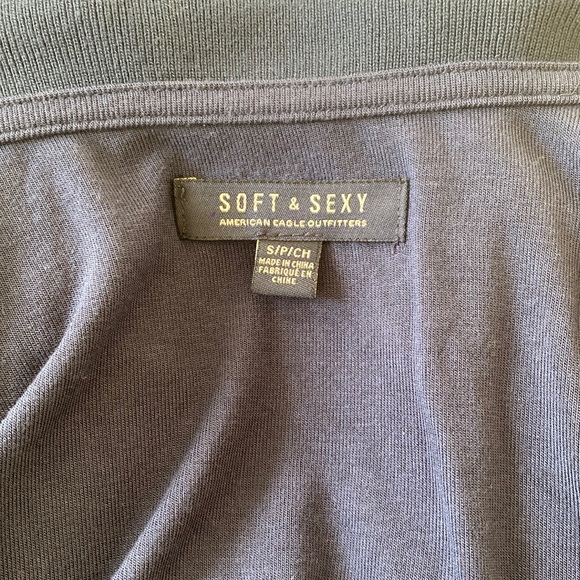 SOFT & SEXY
AMERICAN EAGLE OUTFITTERS
S/P/CH
MADE IN CHINA
FABRIQUÉ EN
CHINE